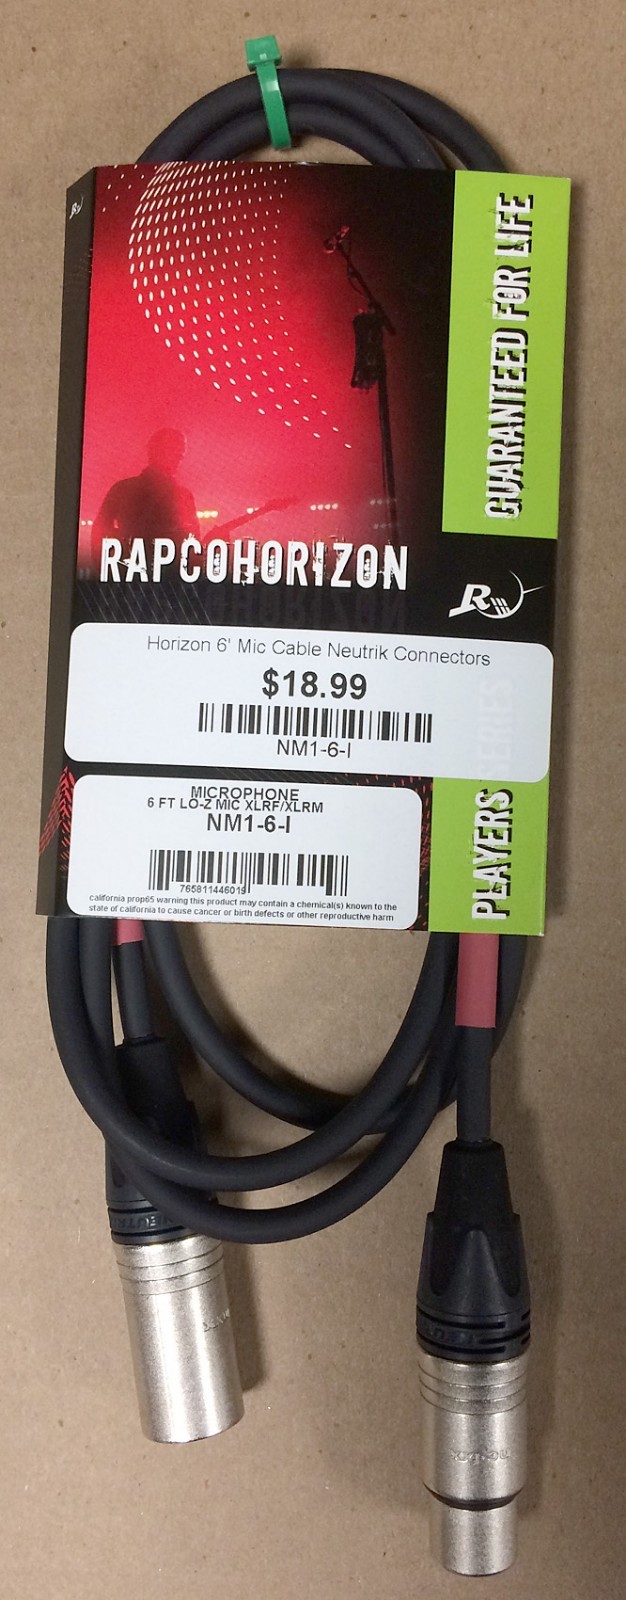 GUARANTEED FOR LIFE
RAPCOHORIZON
R
Horizon 6' Mic Cable Neutrik Connectors
$18.99
NM1-6-I
PLAYERS SERIES
MICROPHONE
6 FT LO-Z MIC XLRF/XLRM
NM1-6-I
765811446019
california prop65 warning this product may contain a chemical(s) known to the
state of california to cause cancer or birth defects or other reproductive harm